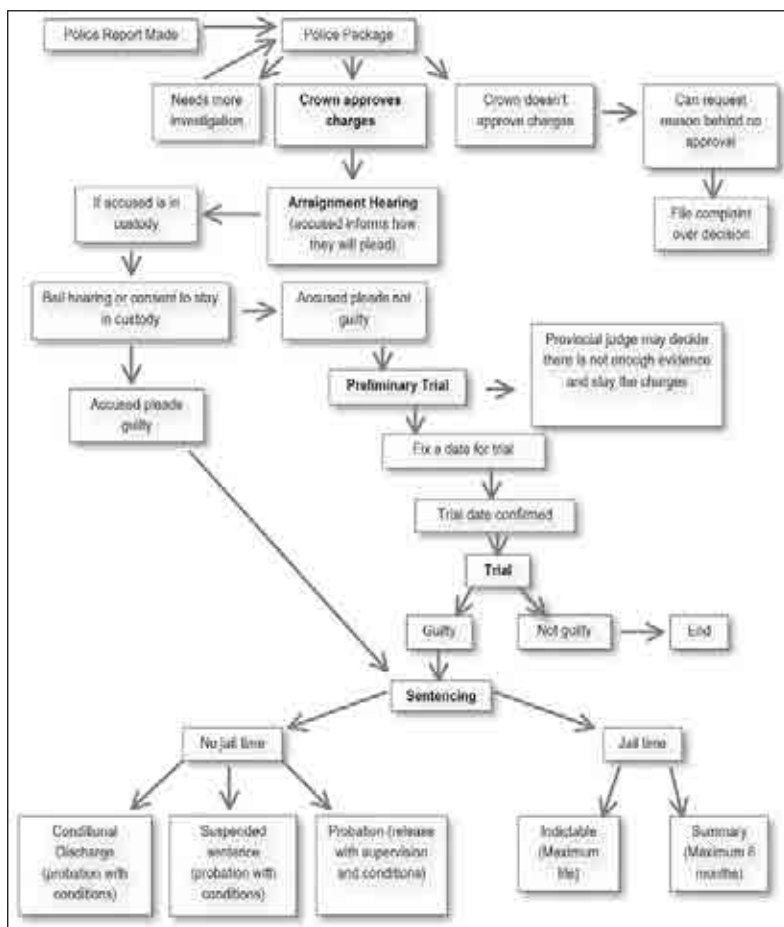 Police Report Made
Police Package
Needs more
investigation
Crown approves
charges
Crown doesn't
approve charges
Can request
reason behind no
approval
File complaint
over decision
Arraignment Hearing
(accused informs how
they will plead)
If accused is in
custody
Bail hearing or consent to stay
in custody
Accused pleads not
guilty
Provincial judge may decide
there is not enough evidence
and stay the charges
Preliminary Trial
Accused pleads
guilty
Fix a date for trial
Trial date confirmed
Trial
Guilty
Not guilty
End
Sentencing
No jail time
Jail time
Conditional
Discharge
(probation with
conditions)
Suspended
sentence
(probation with
conditions)
Probation (release
with supervision
and conditions)
Indictable
(Maximum
life)
Summary
(Maximum 6
months)